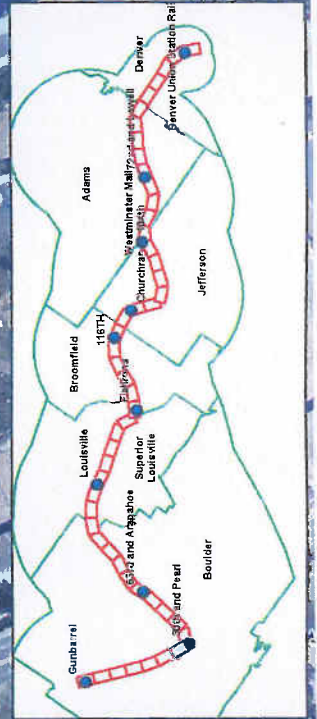 Denver
Denver Union Station Rail
Adams
Westminster Mall
Jefferson
Broomfield
116TH
Louisville
Superior
Louisville
63rd and Arapahoe
Boulder
30th and Pearl
Gunbarrel